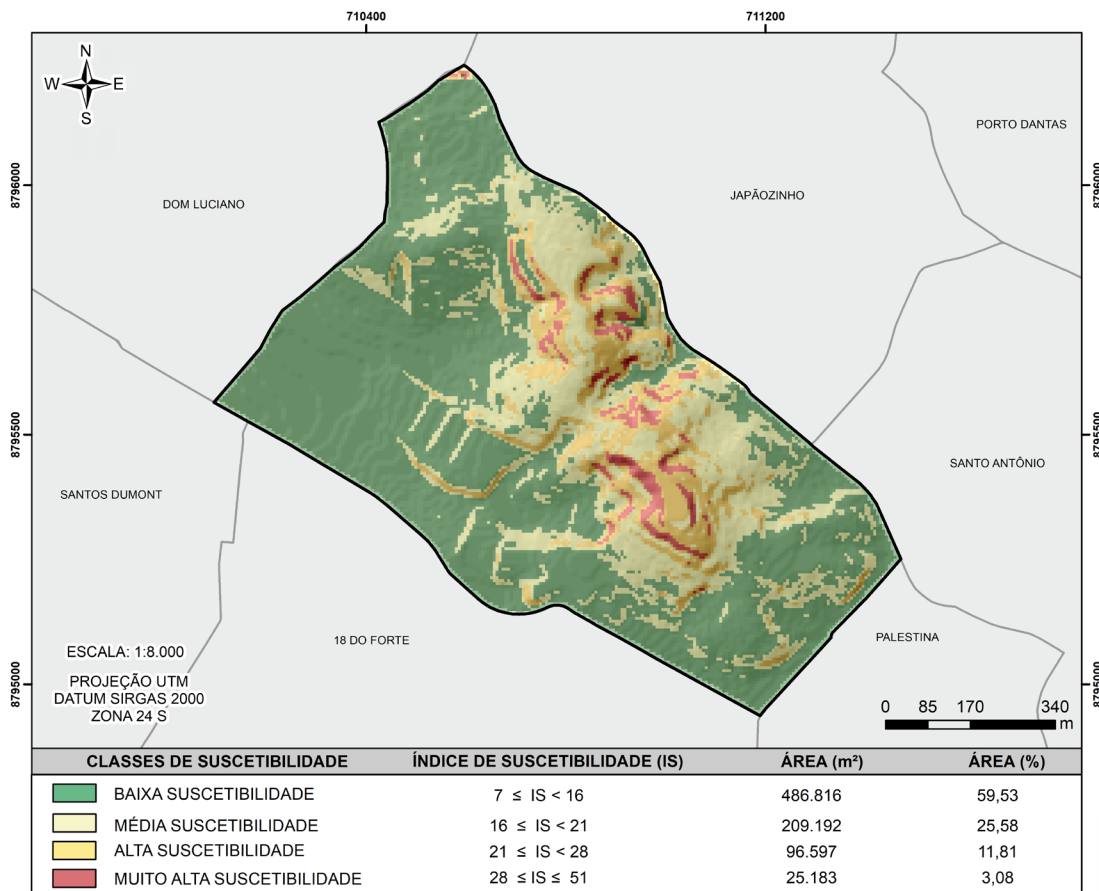 710400 711200
N
W E
S
PORTO DANTAS
8796000 8796000
DOM LUCIANO JAPÃOZINHO
8795500 8795500
SANTOS DUMONT SANTO ANTÔNIO
18 DO FORTE PALESTINA
ESCALA: 1:8.000
PROJEÇÃO UTM
DATUM SIRGAS 2000
ZONA 24 S
8795000 8795000
0 85 170 340
m
CLASSES DE SUSCETIBILIDADE ÍNDICE DE SUSCETIBILIDADE (IS) ÁREA (m²) ÁREA (%)
BAIXA SUSCETIBILIDADE 7 ≤ IS < 16 486.816 59,53
MÉDIA SUSCETIBILIDADE 16 ≤ IS < 21 209.192 25,58
ALTA SUSCETIBILIDADE 21 ≤ IS < 28 96.597 11,81
MUITO ALTA SUSCETIBILIDADE 28 ≤ IS ≤ 51 25.183 3,08